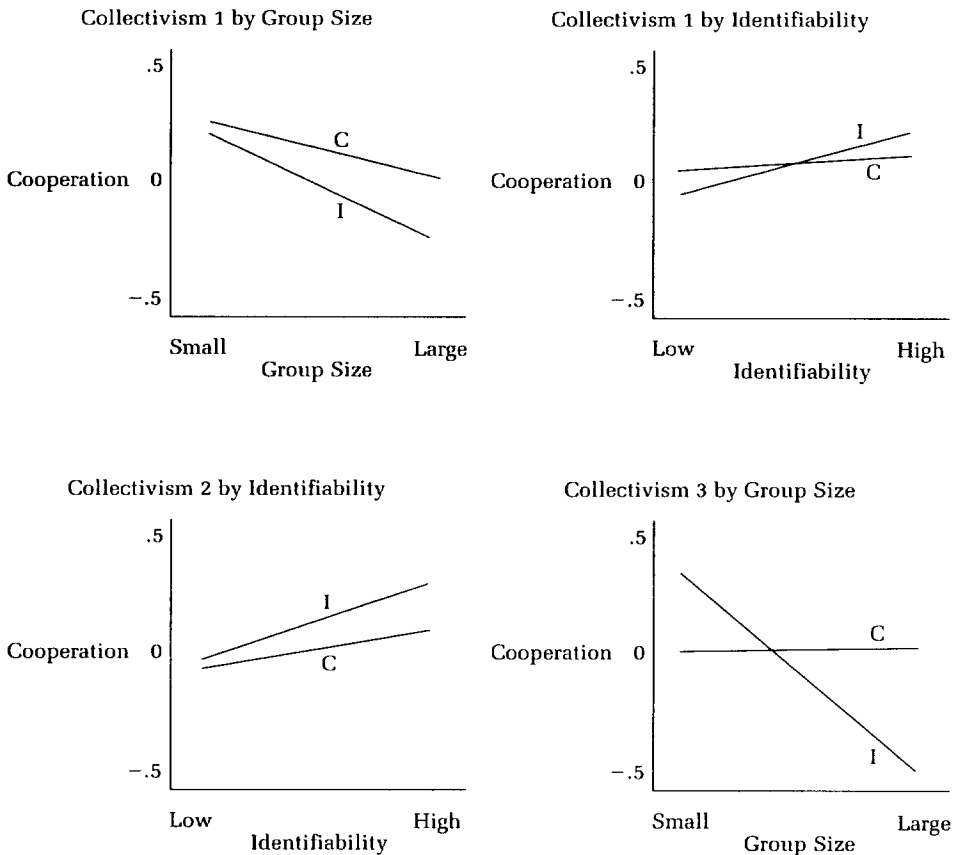 Collectivism 1 by Group Size
.5
C
Cooperation 0
I
−.5
Small Large
Group Size
Collectivism 1 by Identifiability
.5
I
Cooperation 0
C
−.5
Low High
Identifiability
Collectivism 2 by Identifiability
.5
I
Cooperation 0
C
−.5
Low High
Identifiability
Collectivism 3 by Group Size
.5
C
Cooperation 0
I
−.5
Small Large
Group Size